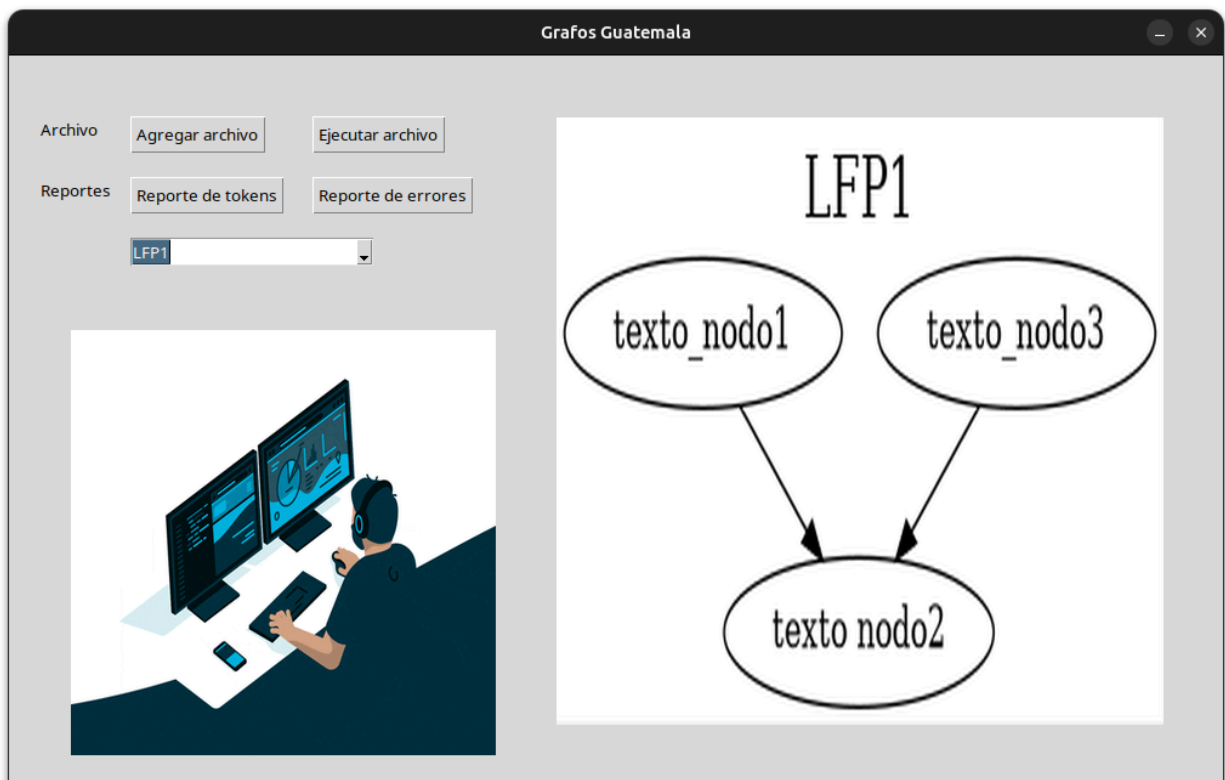 Grafos Guatemala
Archivo Agregar archivo Ejecutar archivo
Reportes Reporte de tokens Reporte de errores
LFP1
LFP1
texto_nodo1 texto_nodo3
texto nodo2